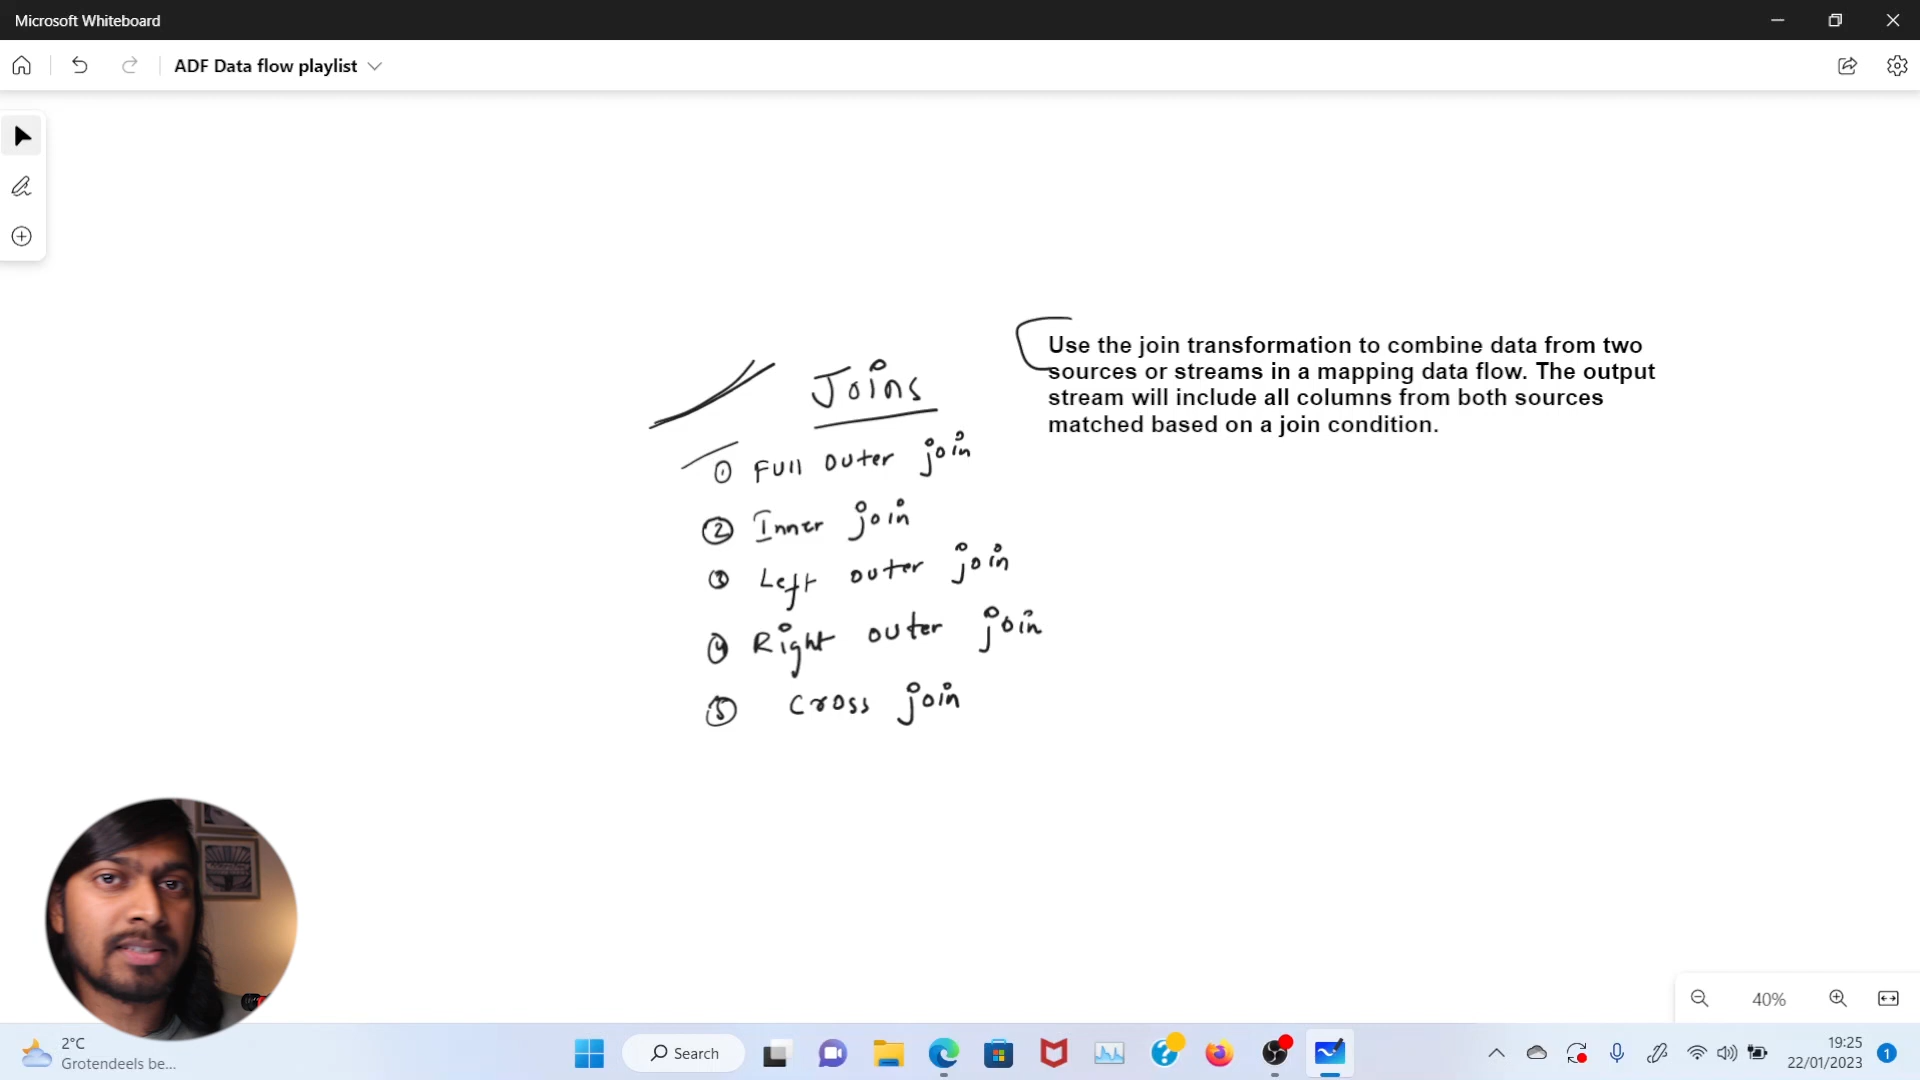 Microsoft Whiteboard
ADF Data flow playlist
Use the join transformation to combine data from two
sources or streams in a mapping data flow. The output
stream will include all columns from both sources
matched based on a join condition.
Joins
① Full outer join
② Inner join
③ Left outer join
④ Right outer join
⑤ cross join
40%
2°C
Grotendeels be...
Search
19:25
22/01/2023
1